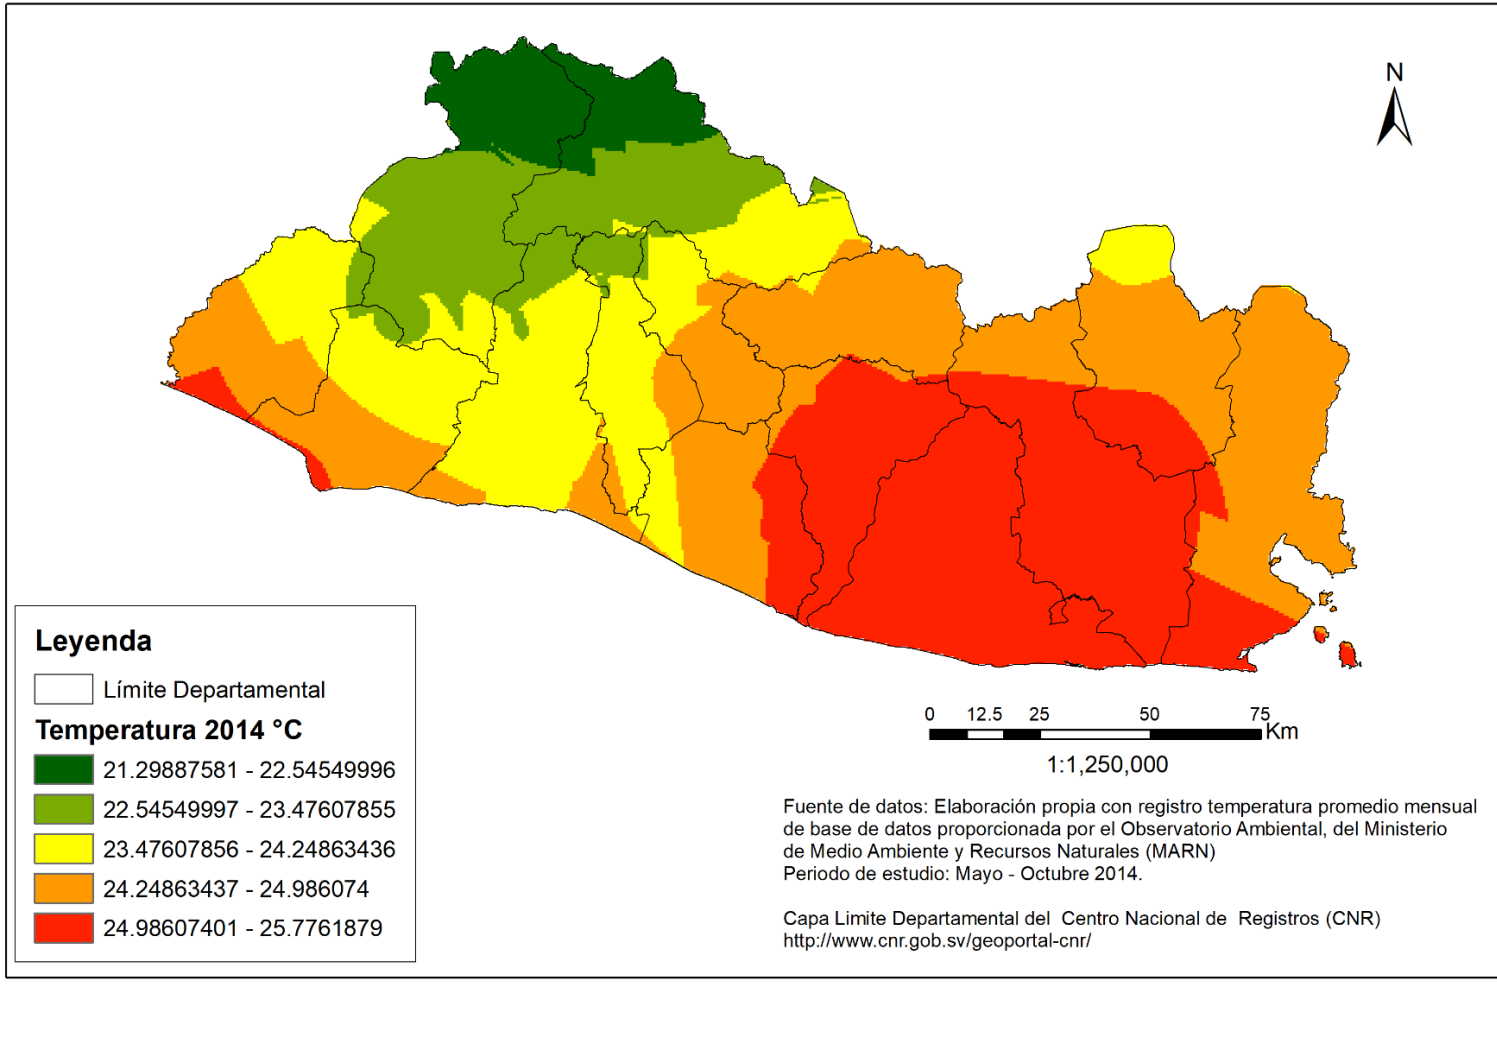 N
Leyenda
Límite Departamental
Temperatura 2014 °C
21.29887581 - 22.54549996
22.54549997 - 23.47607855
23.47607856 - 24.24863436
24.24863437 - 24.986074
24.98607401 - 25.7761879
0 12.5 25 50 75
Km
1:1,250,000
Fuente de datos: Elaboración propia con registro temperatura promedio mensual
de base de datos proporcionada por el Observatorio Ambiental, del Ministerio
de Medio Ambiente y Recursos Naturales (MARN)
Periodo de estudio: Mayo - Octubre 2014.
Capa Limite Departamental del Centro Nacional de Registros (CNR)
http://www.cnr.gob.sv/geoportal-cnr/